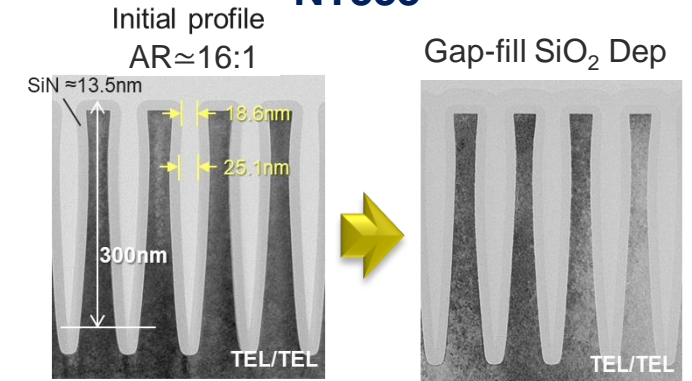 Initial profile
AR≃16:1
Gap-fill SiO₂ Dep
SiN ≈13.5nm
18.6nm
25.1nm
300nm
TEL/TEL
TEL/TEL